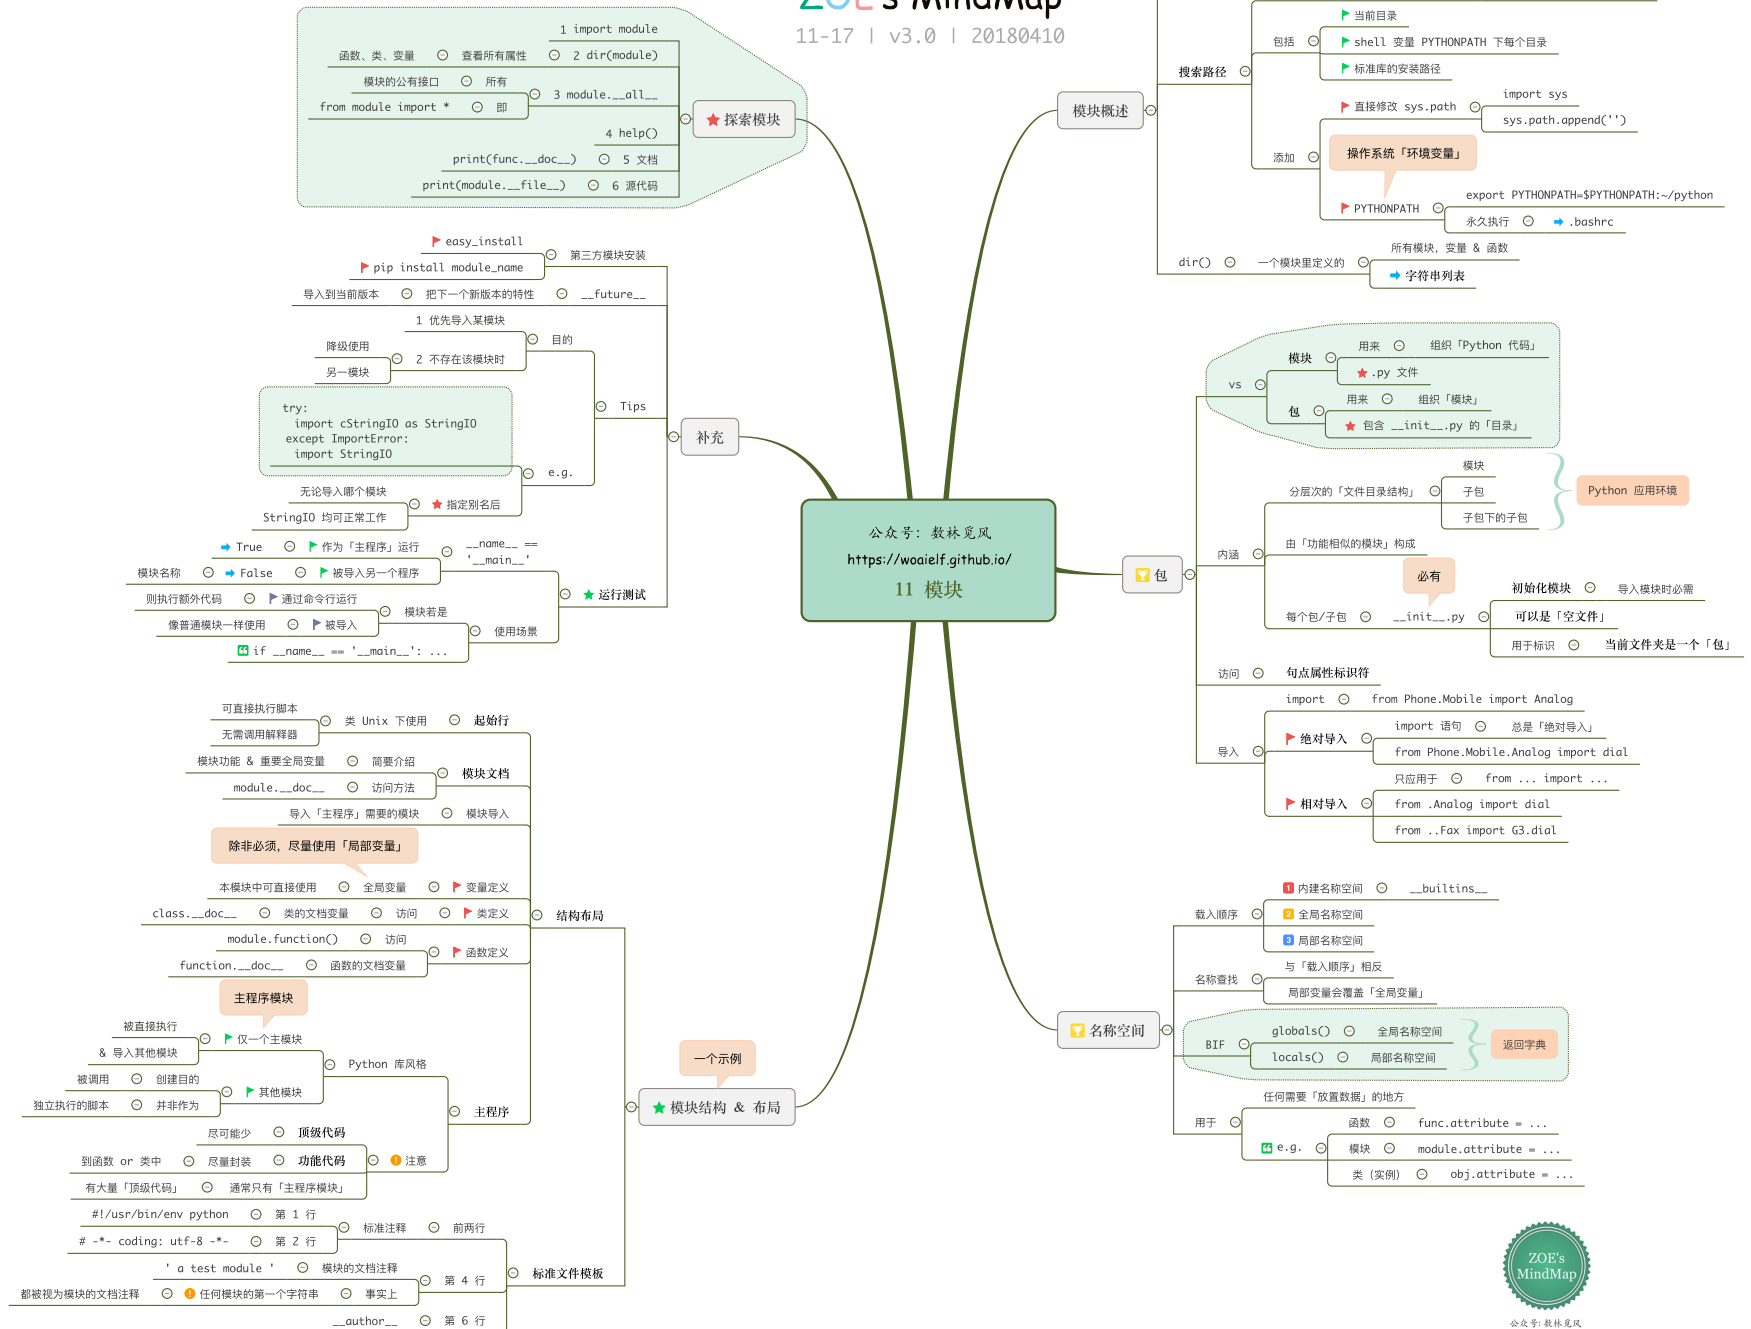 ZOE's MindMap
11-17 | v3.0 | 20180410
探索模块
1 import module
2 dir(module)
查看所有属性
函数、类、变量
3 module.__all__
所有
模块的公有接口
即
from module import *
4 help()
5 文档
print(func.__doc__)
6 源代码
print(module.__file__)
补充
第三方模块安装
easy_install
pip install module_name
__future__
把下一个新版本的特性
导入到当前版本
Tips
目的
1 优先导入某模块
2 不存在该模块时
降级使用
另一模块
e.g.
try:
import cStringIO as StringIO
except ImportError:
import StringIO
指定别名后
无论导入哪个模块
StringIO 均可正常工作
运行测试
__name__ ==
'__main__'
作为「主程序」运行
True
被导入另一个程序
False
模块名称
使用场景
模块若是
通过命令行运行
则执行额外代码
被导入
像普通模块一样使用
if __name__ == '__main__': ...
公众号: 数林觅风
https://woaielf.github.io/
11 模块
模块结构 & 布局
一个示例
结构布局
起始行
类 Unix 下使用
可直接执行脚本
无需调用解释器
模块文档
简要介绍
模块功能 & 重要全局变量
访问方法
module.__doc__
模块导入
导入「主程序」需要的模块
除非必须, 尽量使用「局部变量」
变量定义
全局变量
本模块中可直接使用
类定义
访问
类的文档变量
class.__doc__
函数定义
访问
module.function()
函数的文档变量
function.__doc__
主程序
Python 库风格
主程序模块
仅一个主模块
被直接执行
& 导入其他模块
其他模块
创建目的
被调用
并非作为
独立执行的脚本
注意
顶级代码
尽可能少
功能代码
尽量封装
到函数 or 类中
通常只有「主程序模块」
有大量「顶级代码」
标准文件模板
前两行
标准注释
第 1 行
#!/usr/bin/env python
第 2 行
# -*- coding: utf-8 -*-
第 4 行
模块的文档注释
' a test module '
事实上
任何模块的第一个字符串
都被视为模块的文档注释
第 6 行
__author__
模块概述
搜索路径
包括
当前目录
shell 变量 PYTHONPATH 下每个目录
标准库的安装路径
添加
直接修改 sys.path
import sys
sys.path.append('')
操作系统「环境变量」
PYTHONPATH
export PYTHONPATH=$PYTHONPATH:~/python
永久执行
.bashrc
dir()
一个模块里定义的
所有模块, 变量 & 函数
字符串列表
包
vs
模块
用来
组织「Python 代码」
.py 文件
包
用来
组织「模块」
包含 __init__.py 的「目录」
内涵
分层次的「文件目录结构」
模块
子包
子包下的子包
Python 应用环境
由「功能相似的模块」构成
必有
每个包/子包
__init__.py
初始化模块
导入模块时必需
可以是「空文件」
用于标识
当前文件夹是一个「包」
访问
句点属性标识符
导入
import
from Phone.Mobile import Analog
绝对导入
import 语句
总是「绝对导入」
from Phone.Mobile.Analog import dial
相对导入
只应用于
from ... import ...
from .Analog import dial
from ..Fax import G3.dial
名称空间
载入顺序
1 内建名称空间
__builtins__
2 全局名称空间
3 局部名称空间
名称查找
与「载入顺序」相反
局部变量会覆盖「全局变量」
BIF
globals()
全局名称空间
locals()
局部名称空间
返回字典
用于
任何需要「放置数据」的地方
e.g.
函数
func.attribute = ...
模块
module.attribute = ...
类（实例）
obj.attribute = ...
ZOE's
MindMap
公众号: 数林觅风